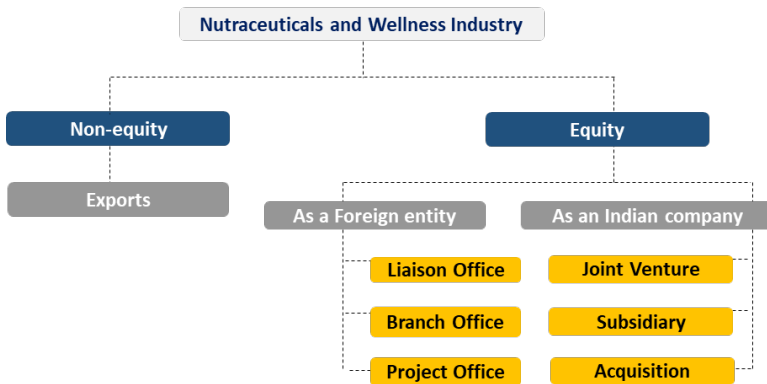 Nutraceuticals and Wellness Industry
Non-equity
Equity
Exports
As a Foreign entity
As an Indian company
Liaison Office
Joint Venture
Branch Office
Subsidiary
Project Office
Acquisition